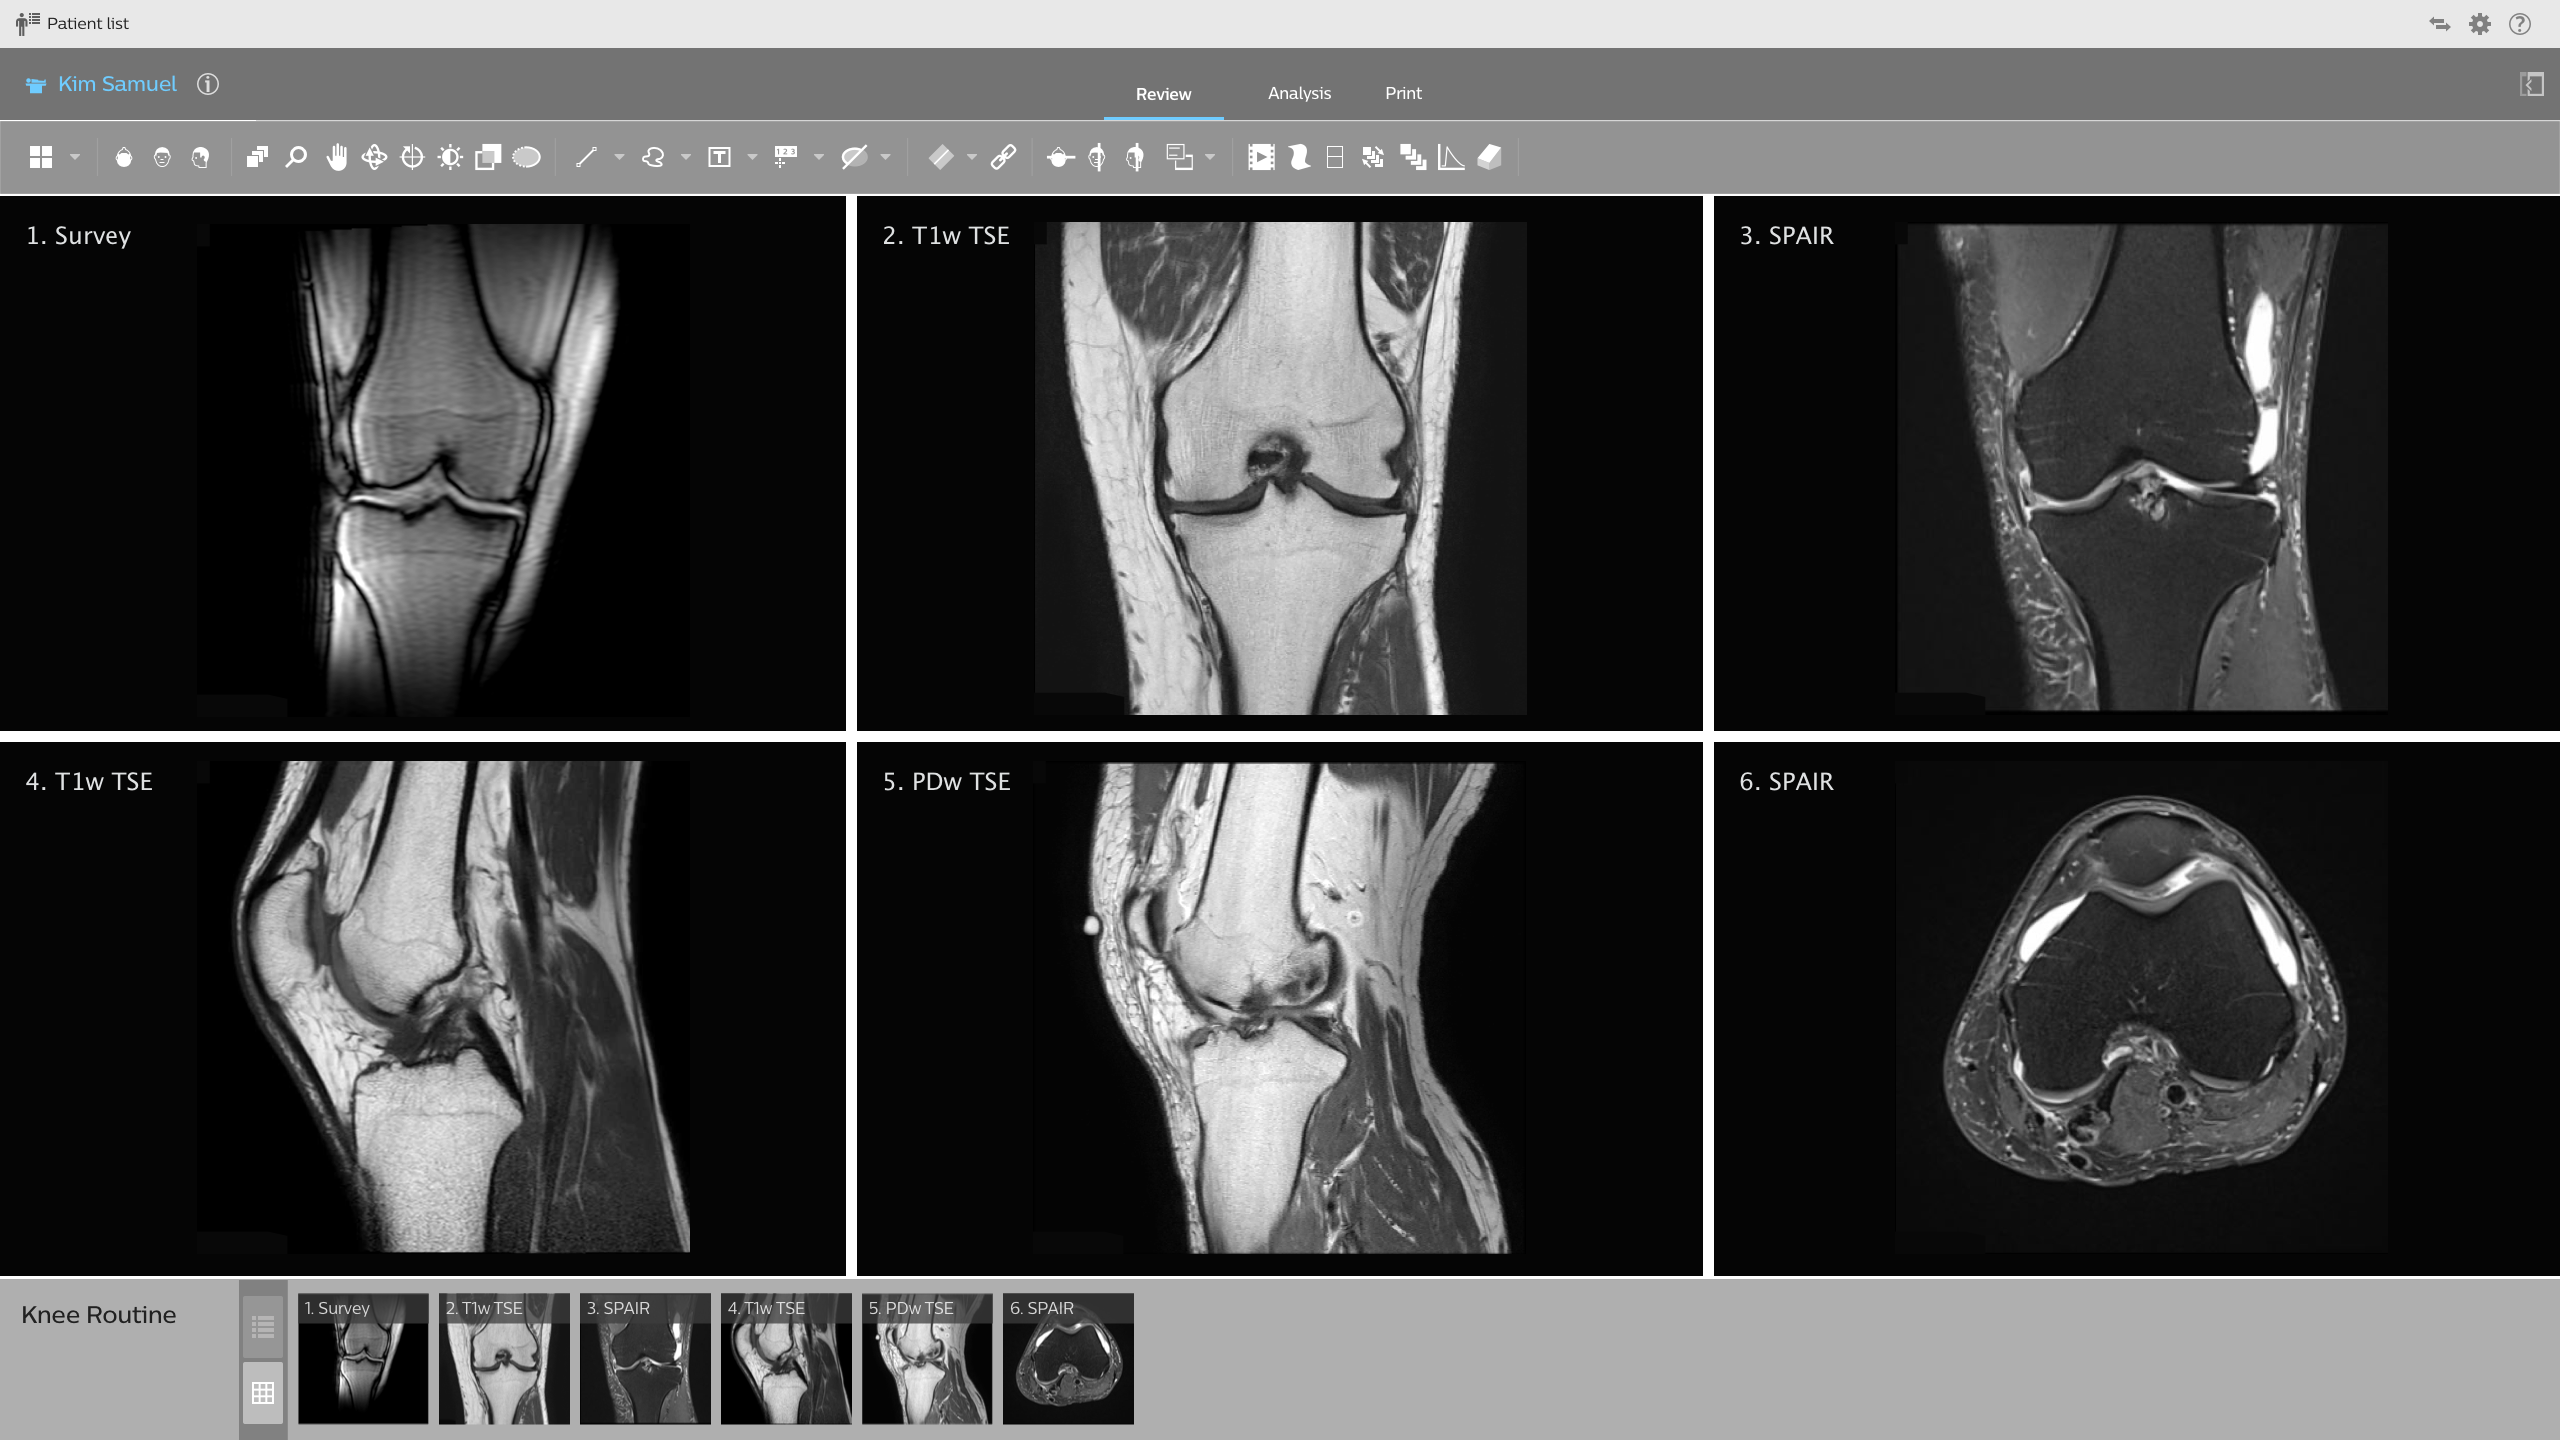 Patient list
Kim Samuel
Review
Analysis
Print
1. Survey
2. T1w TSE
3. SPAIR
4. T1w TSE
5. PDw TSE
6. SPAIR
Knee Routine
1. Survey
2. T1w TSE
3. SPAIR
4. T1w TSE
5. PDw TSE
6. SPAIR